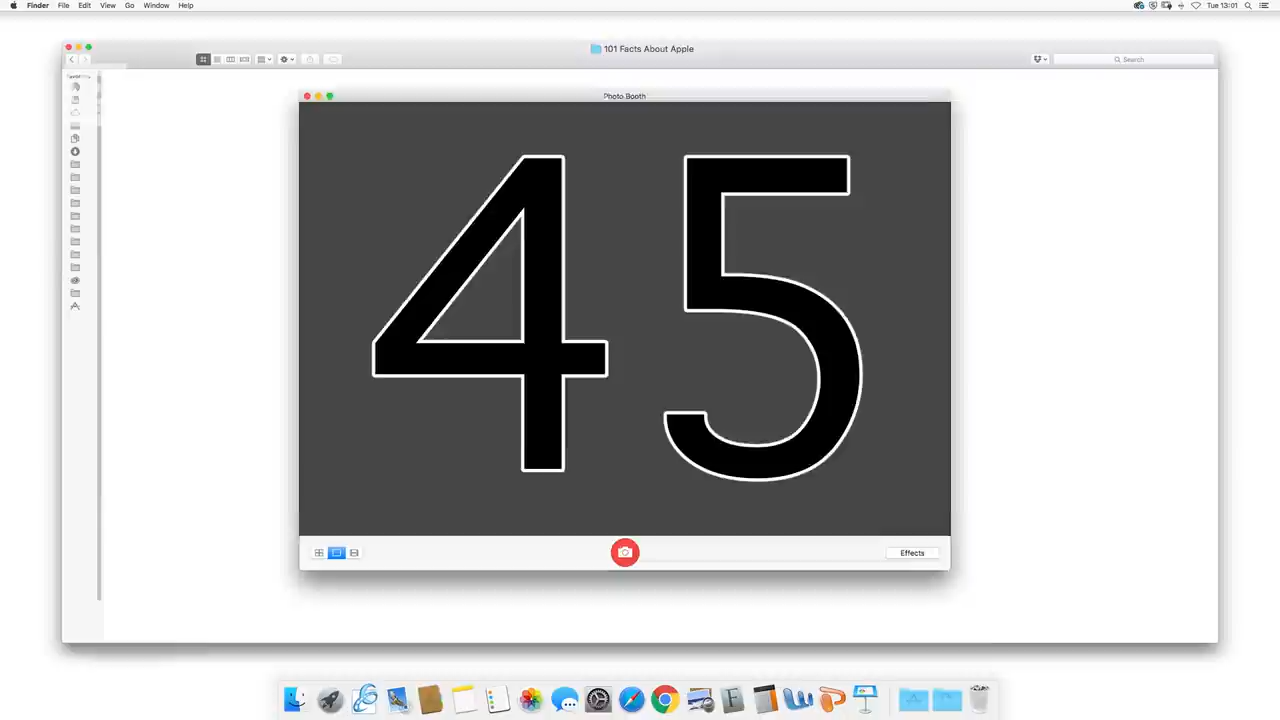 Finder File Edit View Go Window Help Tue 13:01
101 Facts About Apple
Search
Photo Booth
45
Effects